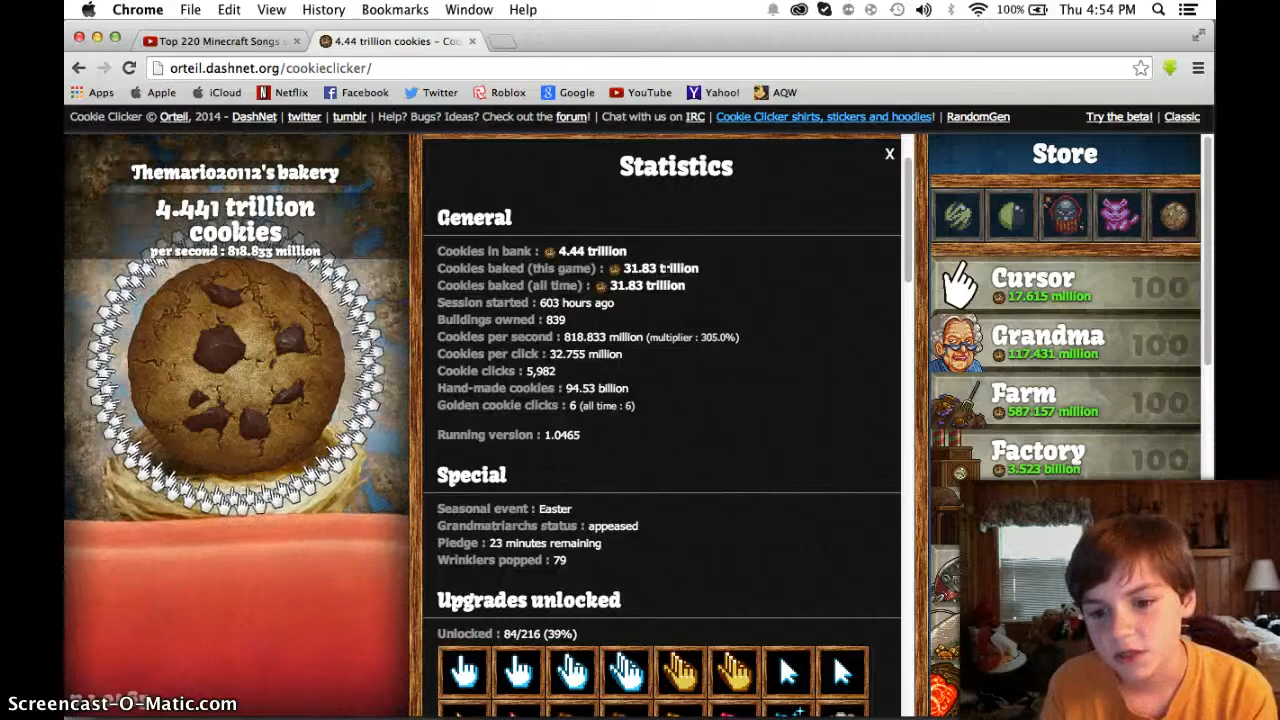 Chrome File Edit View History Bookmarks Window Help 100% Thu 4:54 PM
Top 220 Minecraft Songs × 4.44 trillion cookies – Coo ×
orteil.dashnet.org/cookieclicker/
Apps Apple iCloud Netflix Facebook Twitter Roblox Google YouTube Yahoo! AQW
Cookie Clicker © Orteil, 2014 - DashNet | twitter | tumblr | Help? Bugs? Ideas? Check out the forum! | Chat with us on IRC | Cookie Clicker shirts, stickers and hoodies! | RandomGen Try the beta! | Classic
Themario20112's bakery
4.441 trillion
cookies
per second : 818.833 million
Statistics X
General
Cookies in bank : 4.44 trillion
Cookies baked (this game) : 31.83 trillion
Cookies baked (all time) : 31.83 trillion
Session started : 603 hours ago
Buildings owned : 839
Cookies per second : 818.833 million (multiplier : 305.0%)
Cookies per click : 32.755 million
Cookie clicks : 5,982
Hand-made cookies : 94.53 billion
Golden cookie clicks : 6 (all time : 6)
Running version : 1.0465
Special
Seasonal event : Easter
Grandmatriarchs status : appeased
Pledge : 23 minutes remaining
Wrinklers popped : 79
Upgrades unlocked
Unlocked : 84/216 (39%)
Store
Cursor 100
17.615 million
Grandma 100
117.431 million
Farm 100
587.157 million
Factory 100
3.523 billion
Screencast-O-Matic.com